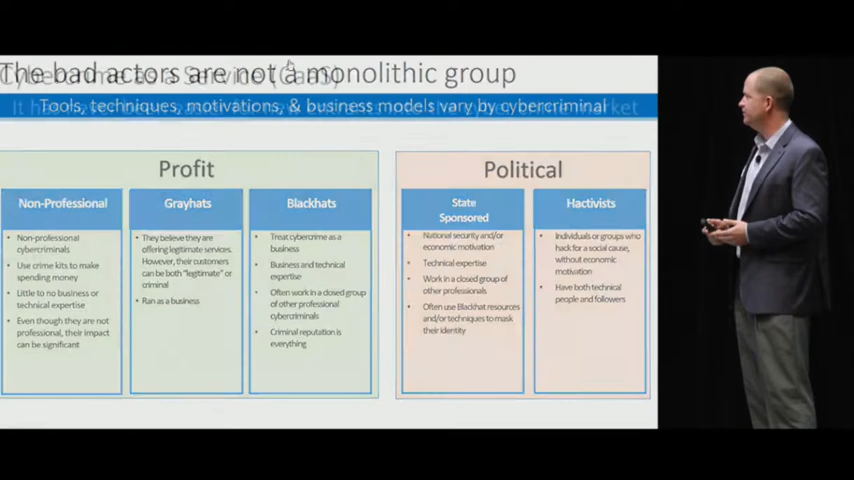 The bad actors are not a monolithic group
Cybercrime as a Service (CaaS)
Tools, techniques, motivations, & business models vary by cybercriminal
Profit
Political
Non-Professional
Grayhats
Blackhats
State
Sponsored
Hactivists
• Non-professional
cybercriminals
• Use crime kits to make
spending money
• Little to no business or
technical expertise
• Even though they are not
professional, their impact
can be significant
• They believe they are
offering legitimate services.
However, their customers
can be both "legitimate" or
criminal
• Ran as a business
• Treat cybercrime as a
business
• Business and technical
expertise
• Often work in a closed group
of other professional
cybercriminals
• Criminal reputation is
everything
• National security and/or
economic motivation
• Technical expertise
• Work in a closed group of
other professionals
• Often use Blackhat resources
and/or techniques to mask
their identity
• Individuals or groups who
hack for a social cause,
without economic
motivation
• Have both technical
people and followers